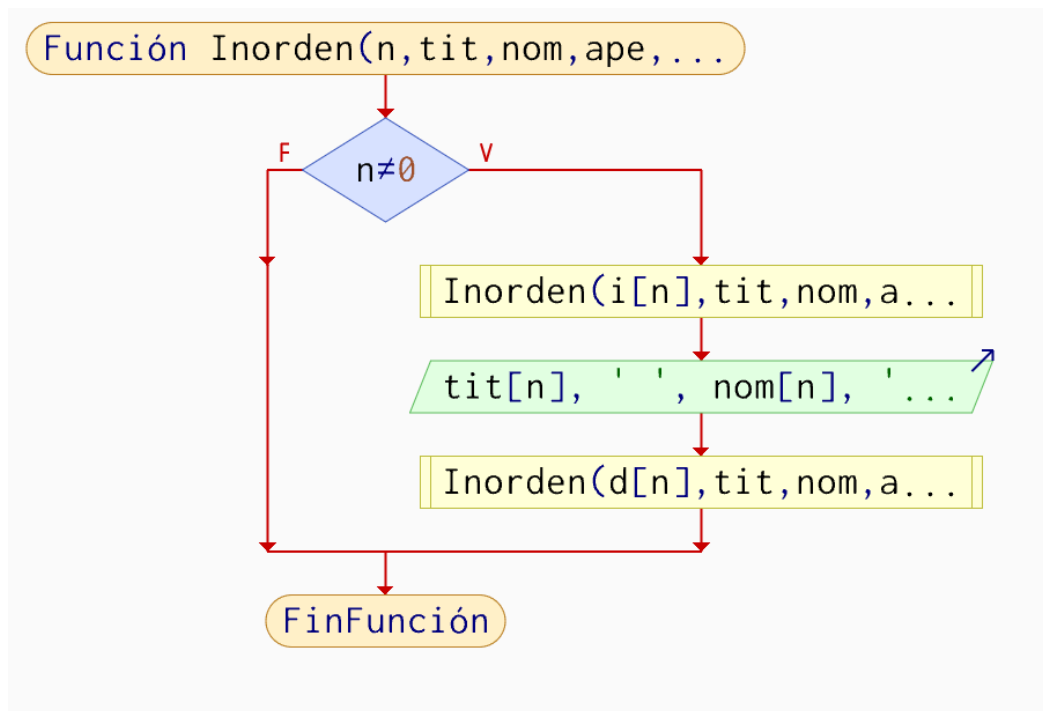 Función Inorden(n,tit,nom,ape,...
F
V
n≠0
Inorden(i[n],tit,nom,a...
tit[n], ' ', nom[n], '...
Inorden(d[n],tit,nom,a...
FinFunción